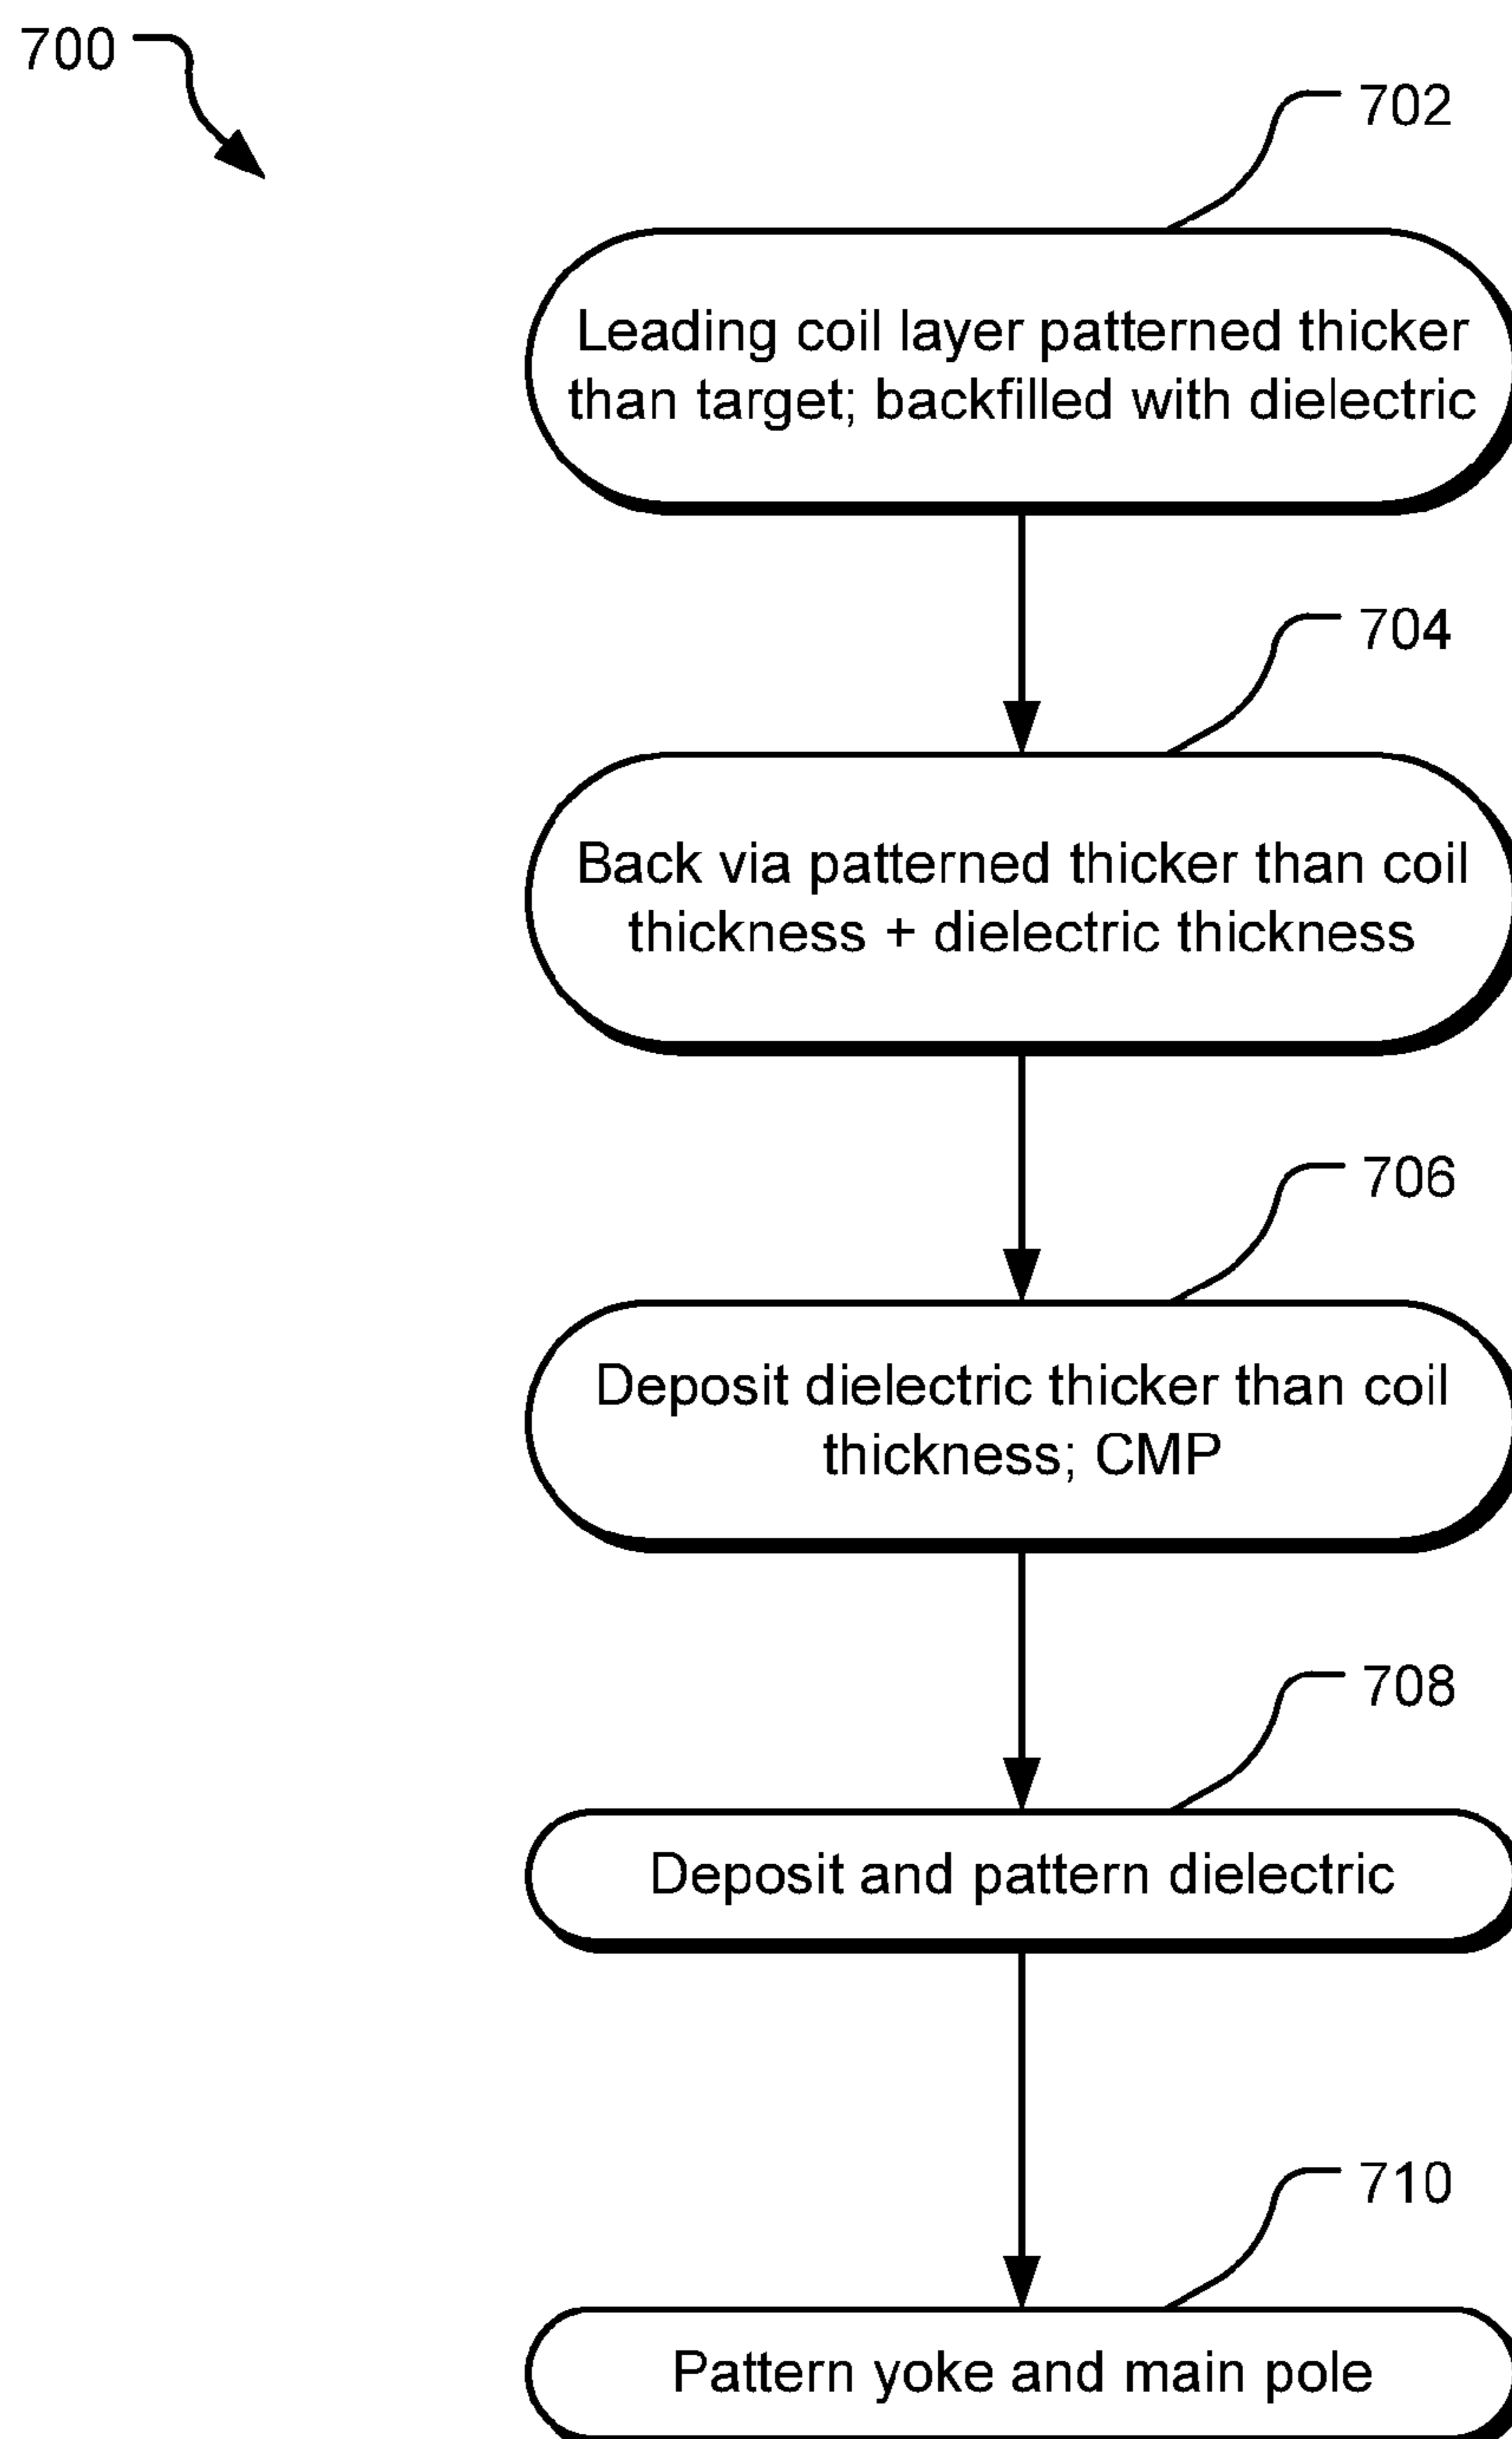 700
702
Leading coil layer patterned thicker
than target; backfilled with dielectric
704
Back via patterned thicker than coil
thickness + dielectric thickness
706
Deposit dielectric thicker than coil
thickness; CMP
708
Deposit and pattern dielectric
710
Pattern yoke and main pole